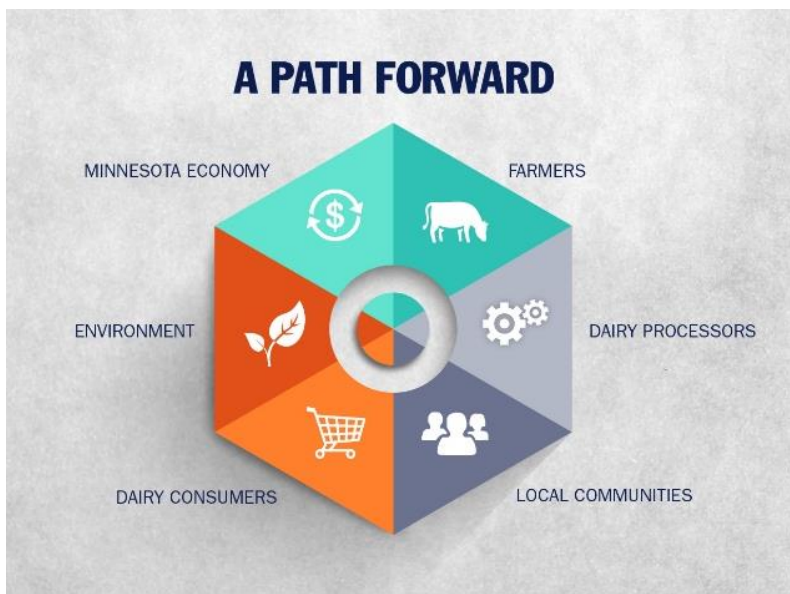 A PATH FORWARD
MINNESOTA ECONOMY
FARMERS
ENVIRONMENT
DAIRY PROCESSORS
DAIRY CONSUMERS
LOCAL COMMUNITIES
$